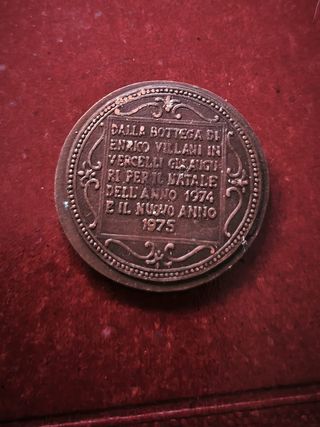 DALLA BOTTEGA DI
ENRICO VILLANI IN
VERCELLI GLI AUGU
RI PER IL NATALE
DELL'ANNO 1974
E IL NUOVO ANNO
1975